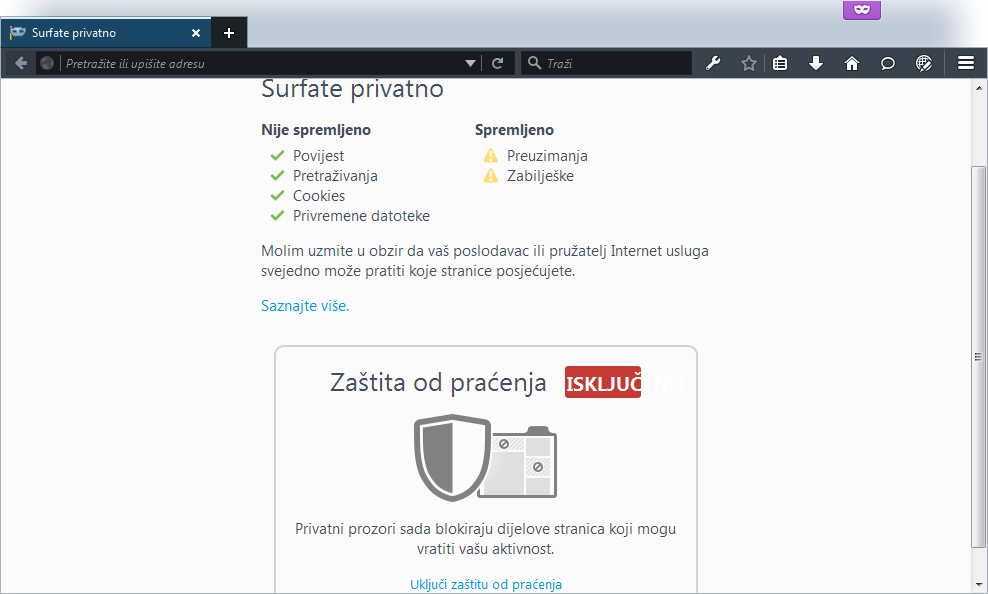 Surfate privatno
Pretražite ili upišite adresu
Traži
Surfate privatno
Nije spremljeno
Povijest
Pretraživanja
Cookies
Privremene datoteke
Spremljeno
Preuzimanja
Zabilješke
Molim uzmite u obzir da vaš poslodavac ili pružatelj Internet usluga
svejedno može pratiti koje stranice posjećujete.
Saznajte više.
Zaštita od praćenja ISKLJUČENO
Privatni prozori sada blokiraju dijelove stranica koji mogu
vratiti vašu aktivnost.
Uključi zaštitu od praćenja